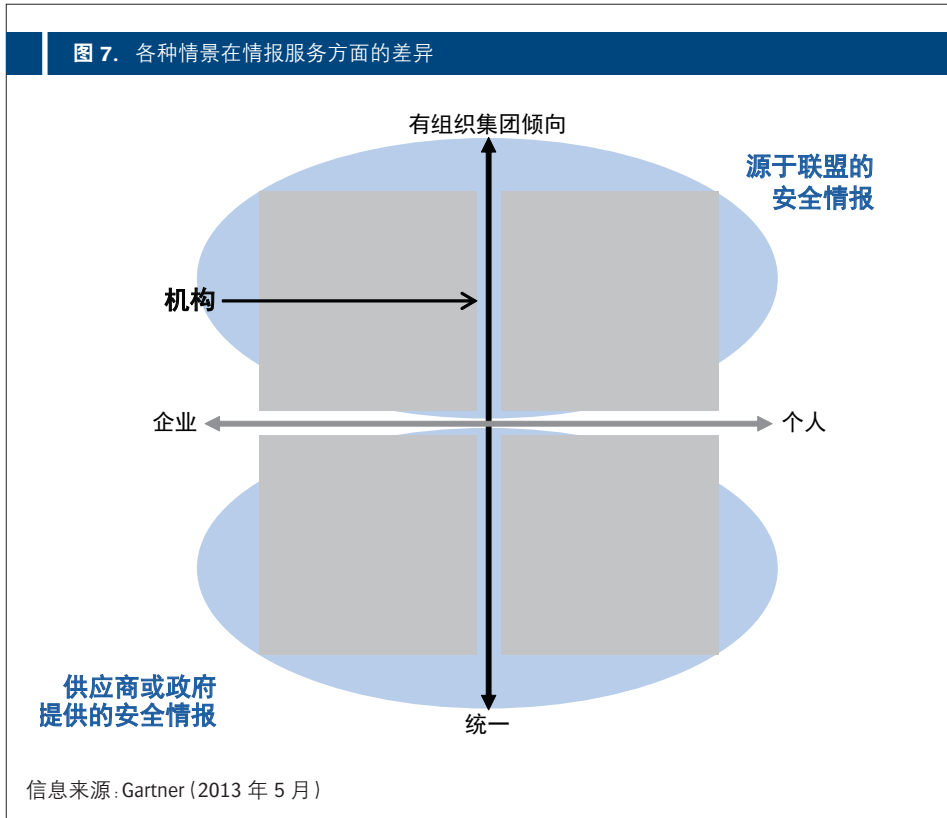 图 7. 各种情景在情报服务方面的差异
有组织集团倾向
源于联盟的
安全情报
机构
企业
个人
供应商或政府
提供的安全情报
统一
信息来源:Gartner (2013 年 5 月)